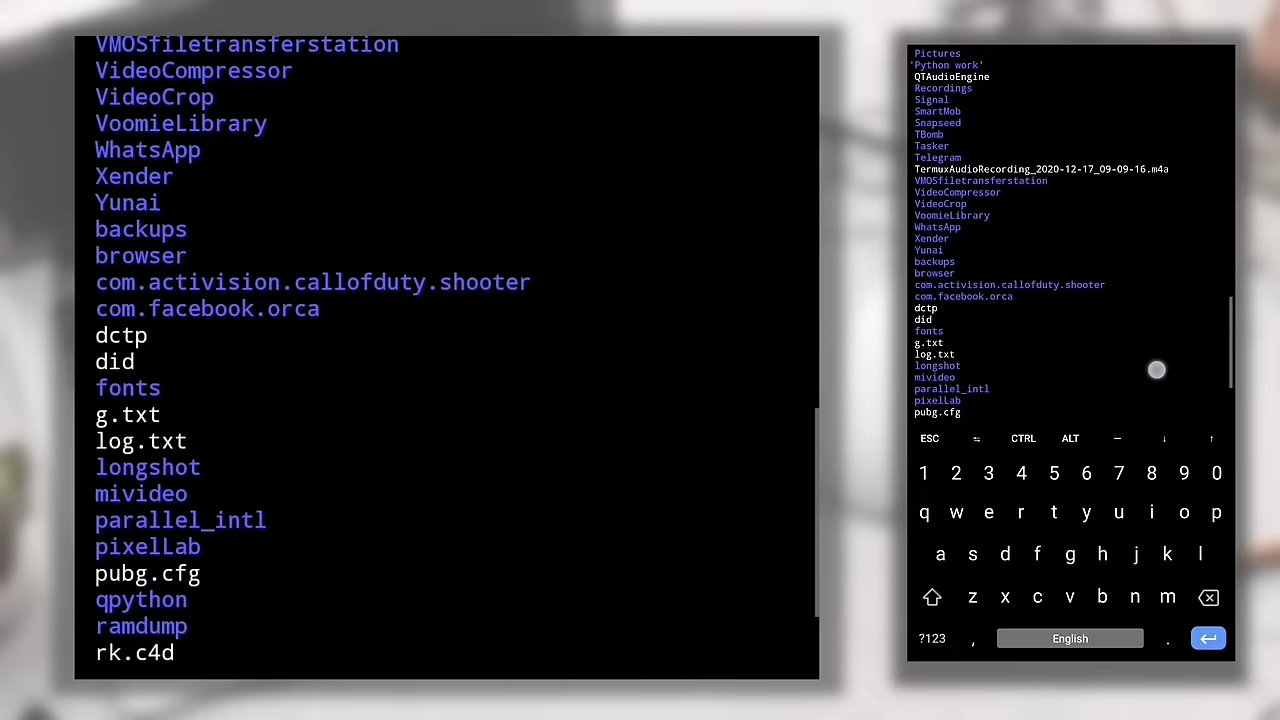 VMOSfiletransferstation
VideoCompressor
VideoCrop
VoomieLibrary
WhatsApp
Xender
Yunai
backups
browser
com.activision.callofduty.shooter
com.facebook.orca
dctp
did
fonts
g.txt
log.txt
longshot
mivideo
parallel_intl
pixelLab
pubg.cfg
qpython
ramdump
rk.c4d
Pictures
'Python work'
QTAudioEngine
Recordings
Signal
SmartMob
Snapseed
TBomb
Tasker
Telegram
TermuxAudioRecording_2020-12-17_09-09-16.m4a
VMOSfiletransferstation
VideoCompressor
VideoCrop
VoomieLibrary
WhatsApp
Xender
Yunai
backups
browser
com.activision.callofduty.shooter
com.facebook.orca
dctp
did
fonts
g.txt
log.txt
longshot
mivideo
parallel_intl
pixelLab
pubg.cfg
ESC ⇆ CTRL ALT — ↓ ↑
1 2 3 4 5 6 7 8 9 0
q w e r t y u i o p
a s d f g h j k l
z x c v b n m
?123 , English .